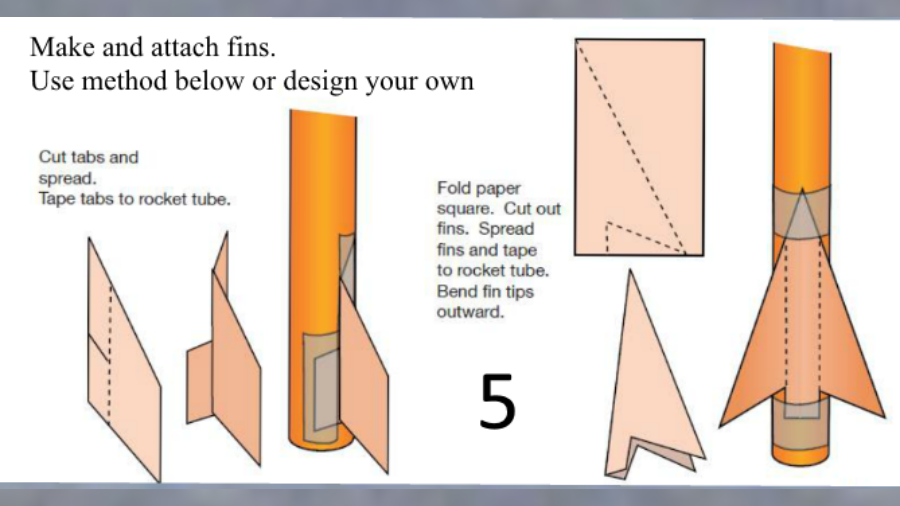 Make and attach fins.
Use method below or design your own
Cut tabs and
spread.
Tape tabs to rocket tube.
Fold paper
square. Cut out
fins. Spread
fins and tape
to rocket tube.
Bend fin tips
outward.
5